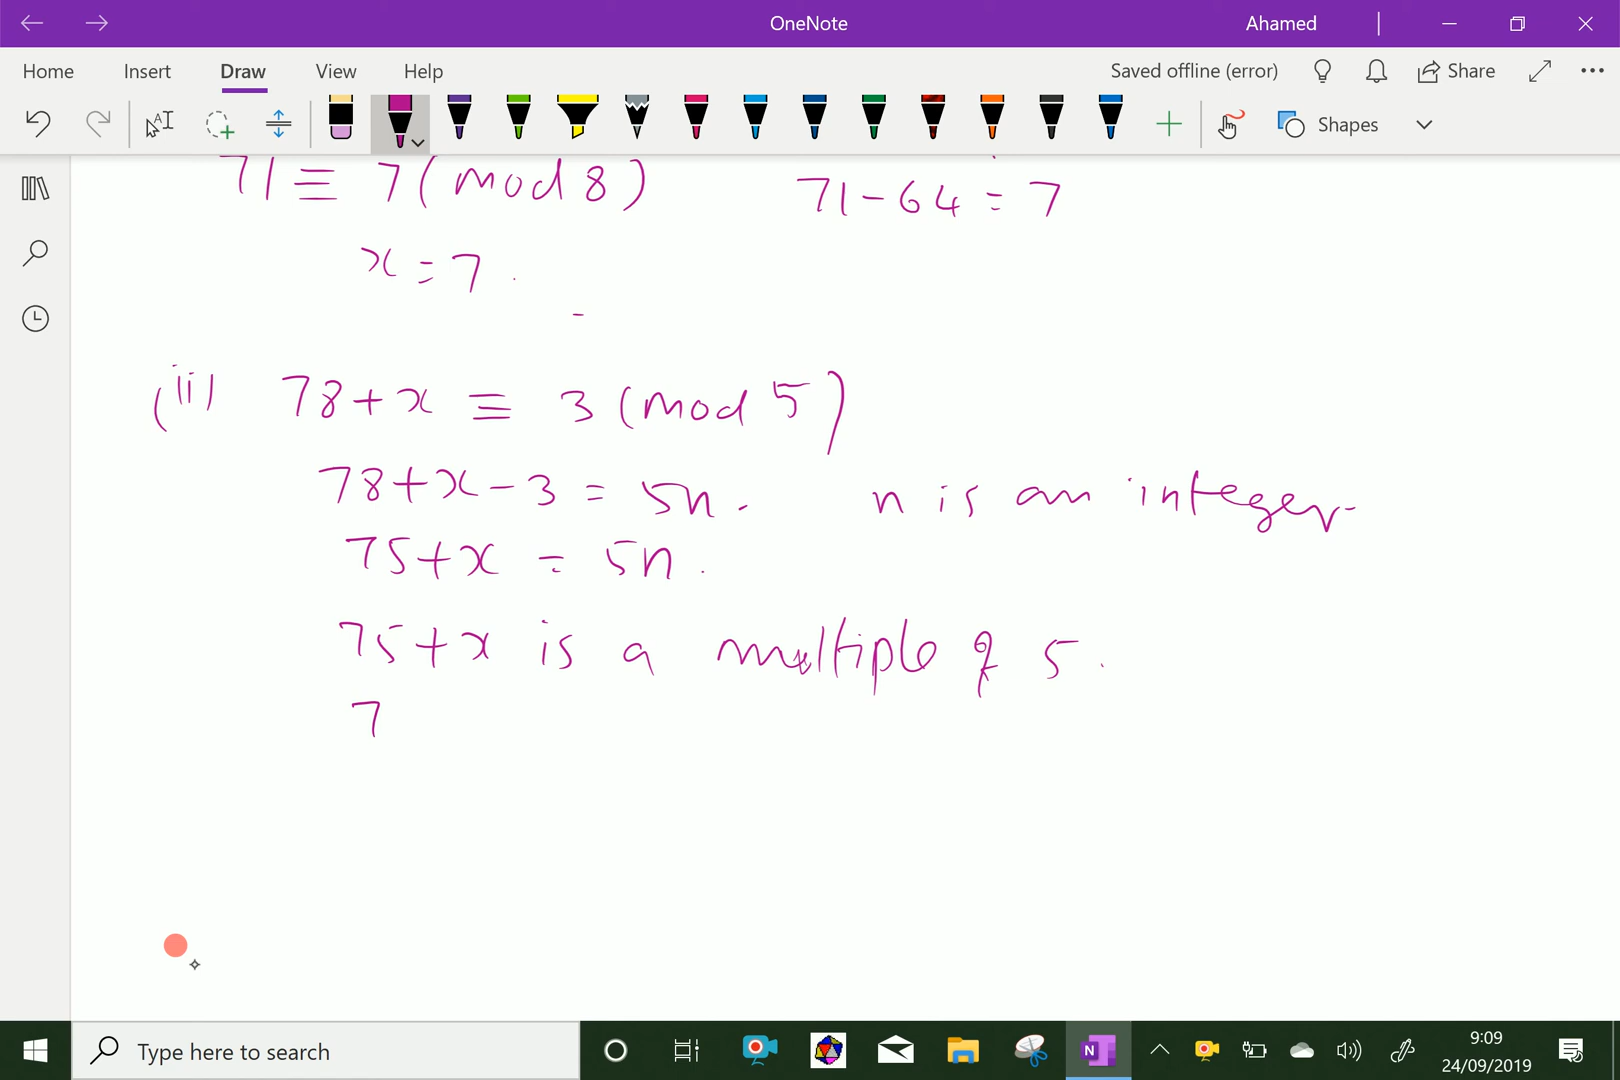 OneNote
Ahamed
Home Insert Draw View Help
Saved offline (error)
Share
Shapes
71 ≡ 7 (mod 8)
71 - 64 = 7
x = 7.
(ii) 78 + x ≡ 3 (mod 5)
78 + x - 3 = 5n. n is an integer.
75 + x = 5n.
75 + x is a multiple of 5.
7
Type here to search
9:09
24/09/2019